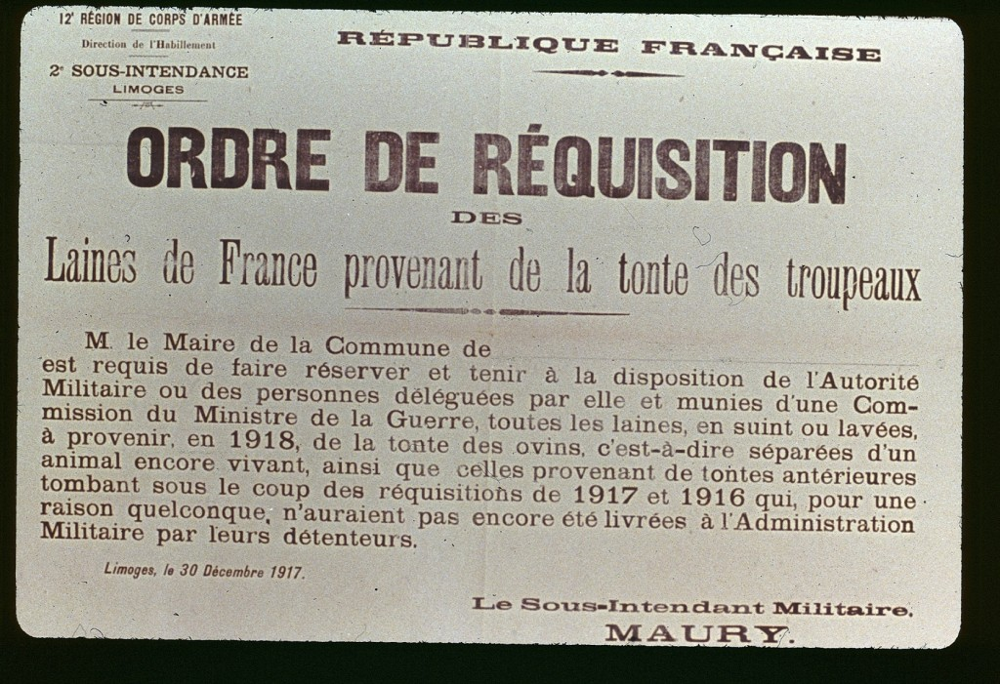 12ᵉ RÉGION DE CORPS D'ARMÉE
Direction de l'Habillement
2ᵉ SOUS-INTENDANCE
LIMOGES
RÉPUBLIQUE FRANÇAISE
ORDRE DE RÉQUISITION
DES
Laines de France provenant de la tonte des troupeaux
M. le Maire de la Commune de
est requis de faire réserver et tenir à la disposition de l'Autorité
Militaire ou des personnes déléguées par elle et munies d'une Com-
mission du Ministre de la Guerre, toutes les laines, en suint ou lavées,
à provenir, en 1918, de la tonte des ovins, c'est-à-dire séparées d'un
animal encore vivant, ainsi que celles provenant de tontes antérieures
tombant sous le coup des réquisitions de 1917 et 1916 qui, pour une
raison quelconque, n'auraient pas encore été livrées à l'Administration
Militaire par leurs détenteurs.
Limoges, le 30 Décembre 1917.
Le Sous-Intendant Militaire,
MAURY.